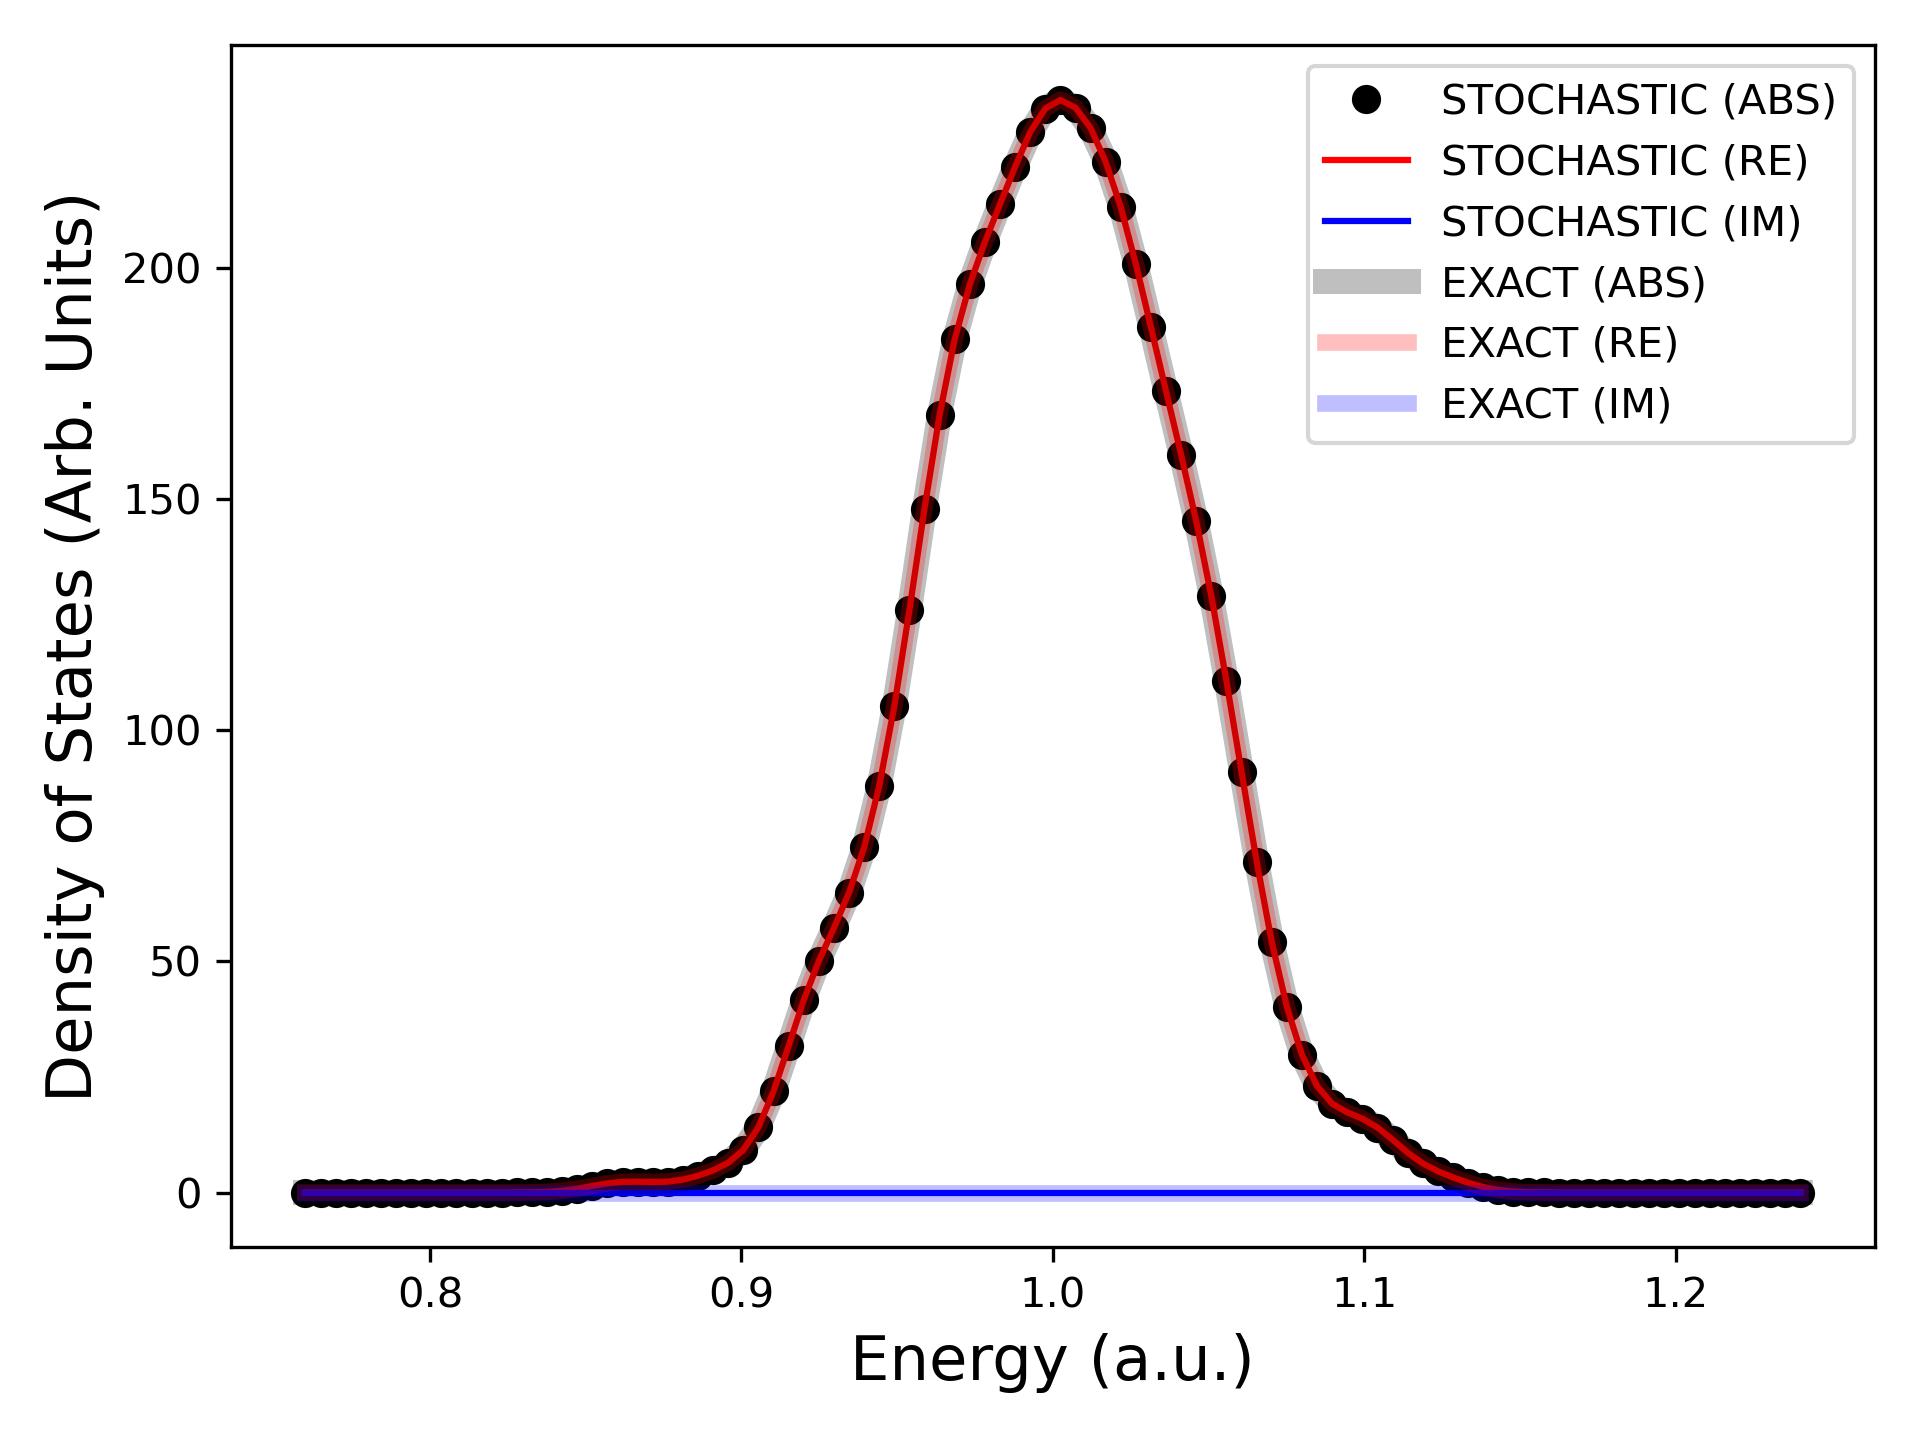 STOCHASTIC (ABS)
STOCHASTIC (RE)
STOCHASTIC (IM)
EXACT (ABS)
EXACT (RE)
EXACT (IM)
Density of States (Arb. Units)
200
150
100
50
0
0.8
0.9
1.0
1.1
1.2
Energy (a.u.)